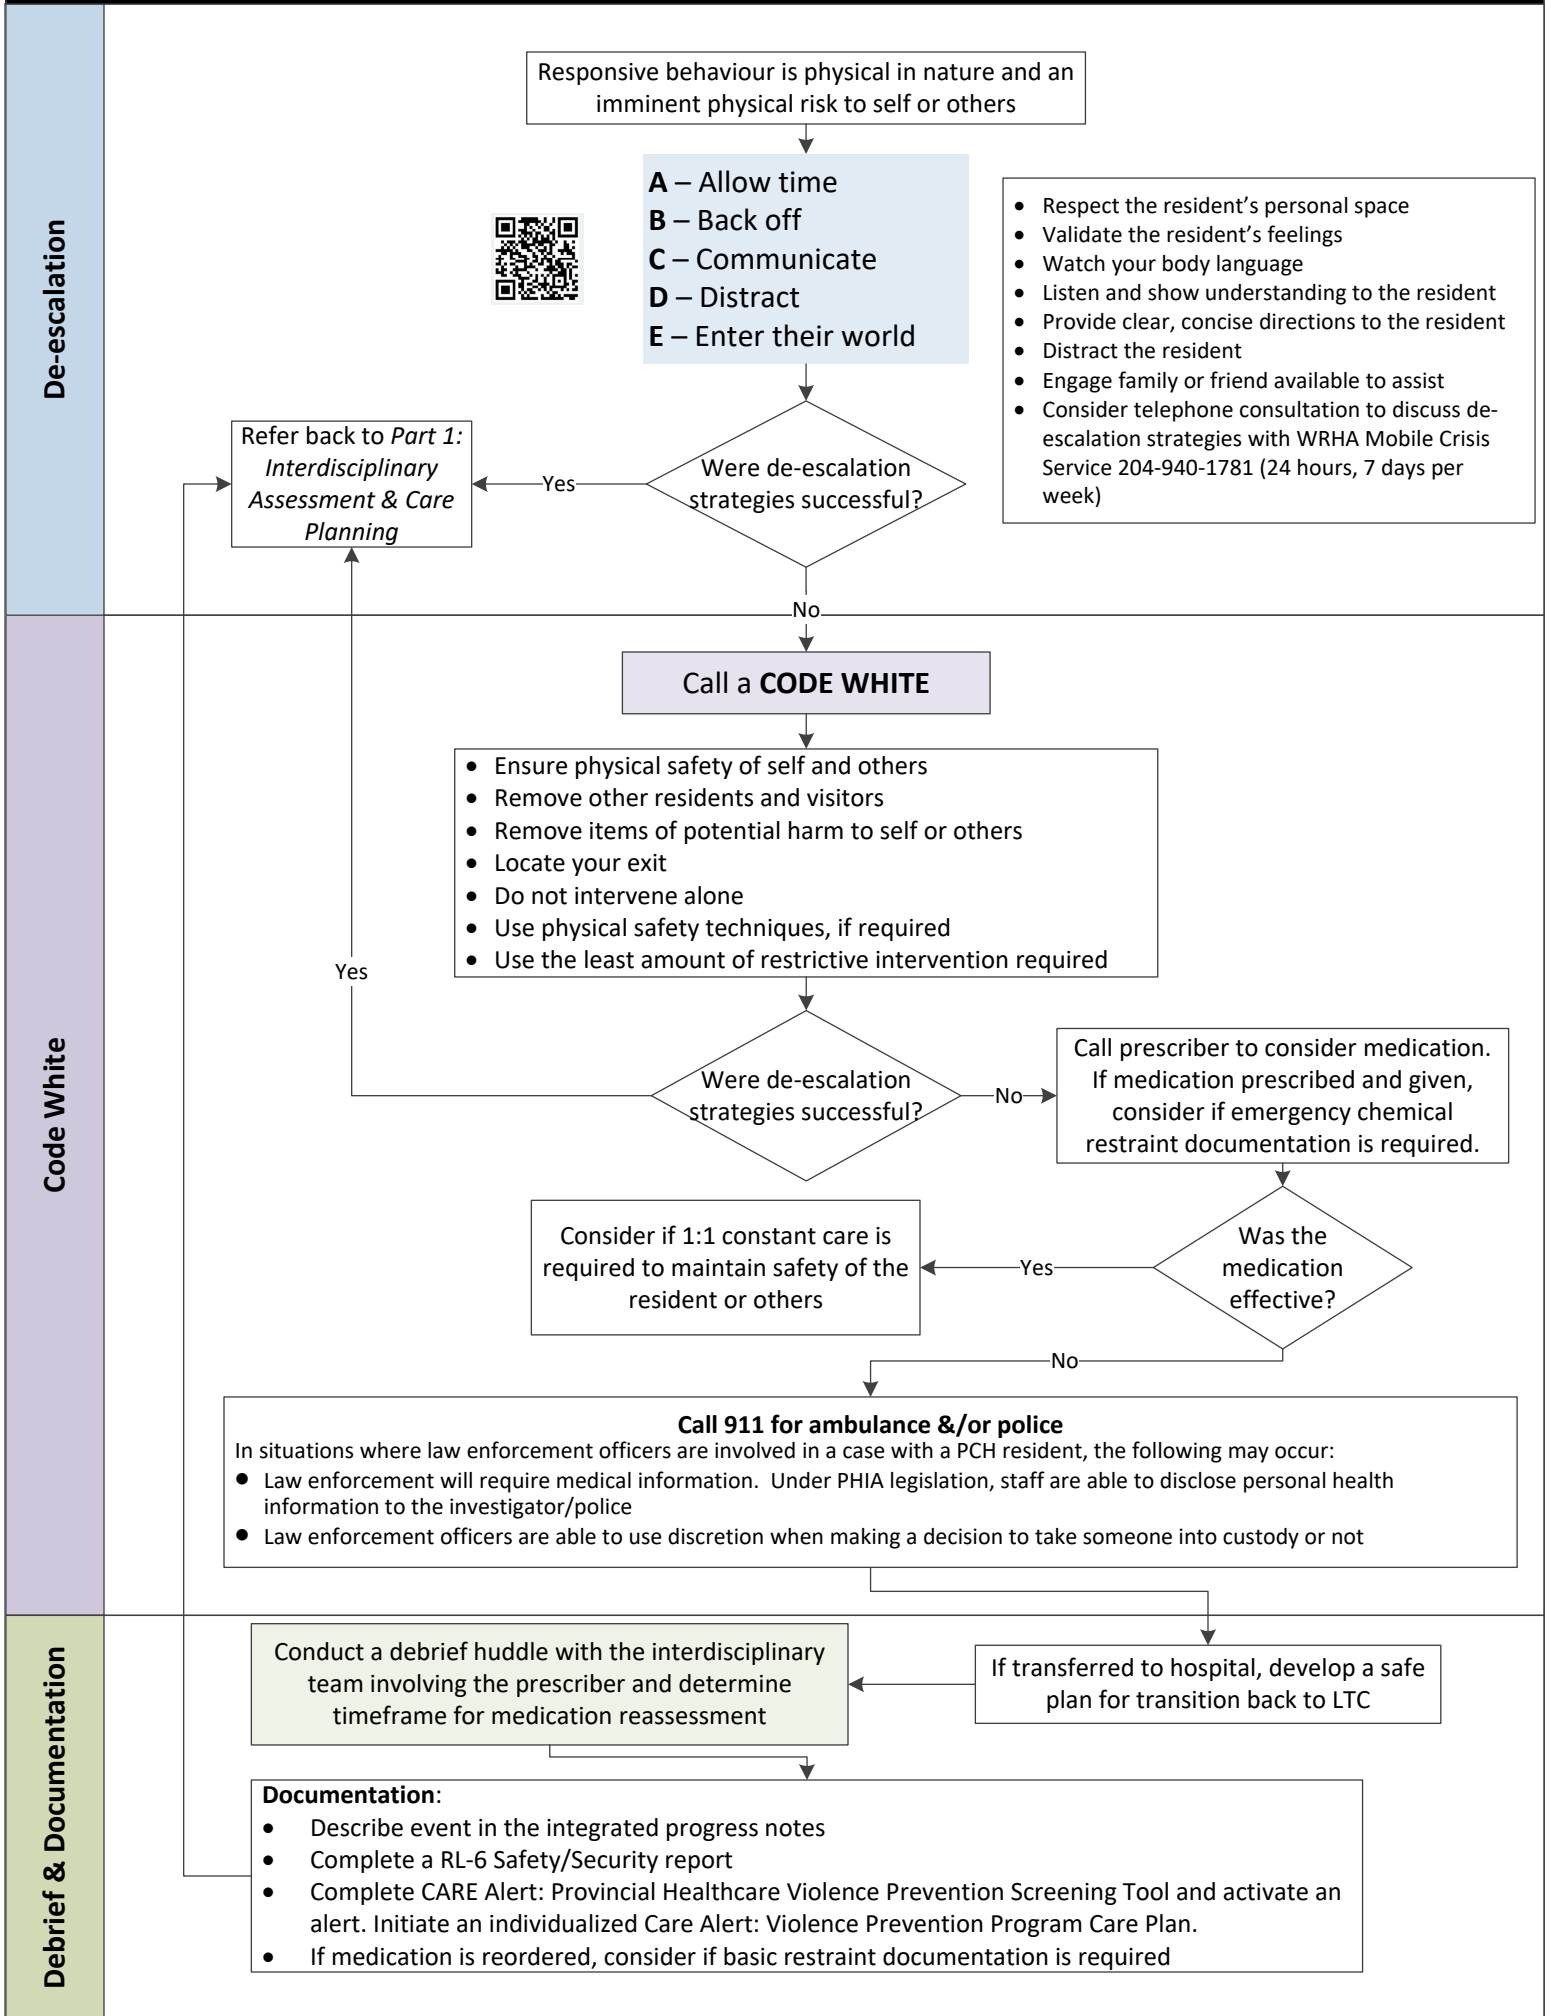 De-escalation
Responsive behaviour is physical in nature and an
imminent physical risk to self or others
A – Allow time
B – Back off
C – Communicate
D – Distract
E – Enter their world
• Respect the resident’s personal space
• Validate the resident’s feelings
• Watch your body language
• Listen and show understanding to the resident
• Provide clear, concise directions to the resident
• Distract the resident
• Engage family or friend available to assist
• Consider telephone consultation to discuss de-
escalation strategies with WRHA Mobile Crisis
Service 204-940-1781 (24 hours, 7 days per
week)
Were de-escalation
strategies successful?
Yes
Refer back to Part 1:
Interdisciplinary
Assessment & Care
Planning
No
Code White
Call a CODE WHITE
• Ensure physical safety of self and others
• Remove other residents and visitors
• Remove items of potential harm to self or others
• Locate your exit
• Do not intervene alone
• Use physical safety techniques, if required
• Use the least amount of restrictive intervention required
Yes
Were de-escalation
strategies successful?
No
Call prescriber to consider medication.
If medication prescribed and given,
consider if emergency chemical
restraint documentation is required.
Was the
medication
effective?
Yes
Consider if 1:1 constant care is
required to maintain safety of the
resident or others
No
Call 911 for ambulance &/or police
In situations where law enforcement officers are involved in a case with a PCH resident, the following may occur:
• Law enforcement will require medical information.  Under PHIA legislation, staff are able to disclose personal health
information to the investigator/police
• Law enforcement officers are able to use discretion when making a decision to take someone into custody or not
Debrief & Documentation
If transferred to hospital, develop a safe
plan for transition back to LTC
Conduct a debrief huddle with the interdisciplinary
team involving the prescriber and determine
timeframe for medication reassessment
Documentation:
• Describe event in the integrated progress notes
• Complete a RL-6 Safety/Security report
• Complete CARE Alert: Provincial Healthcare Violence Prevention Screening Tool and activate an
alert. Initiate an individualized Care Alert: Violence Prevention Program Care Plan.
• If medication is reordered, consider if basic restraint documentation is required